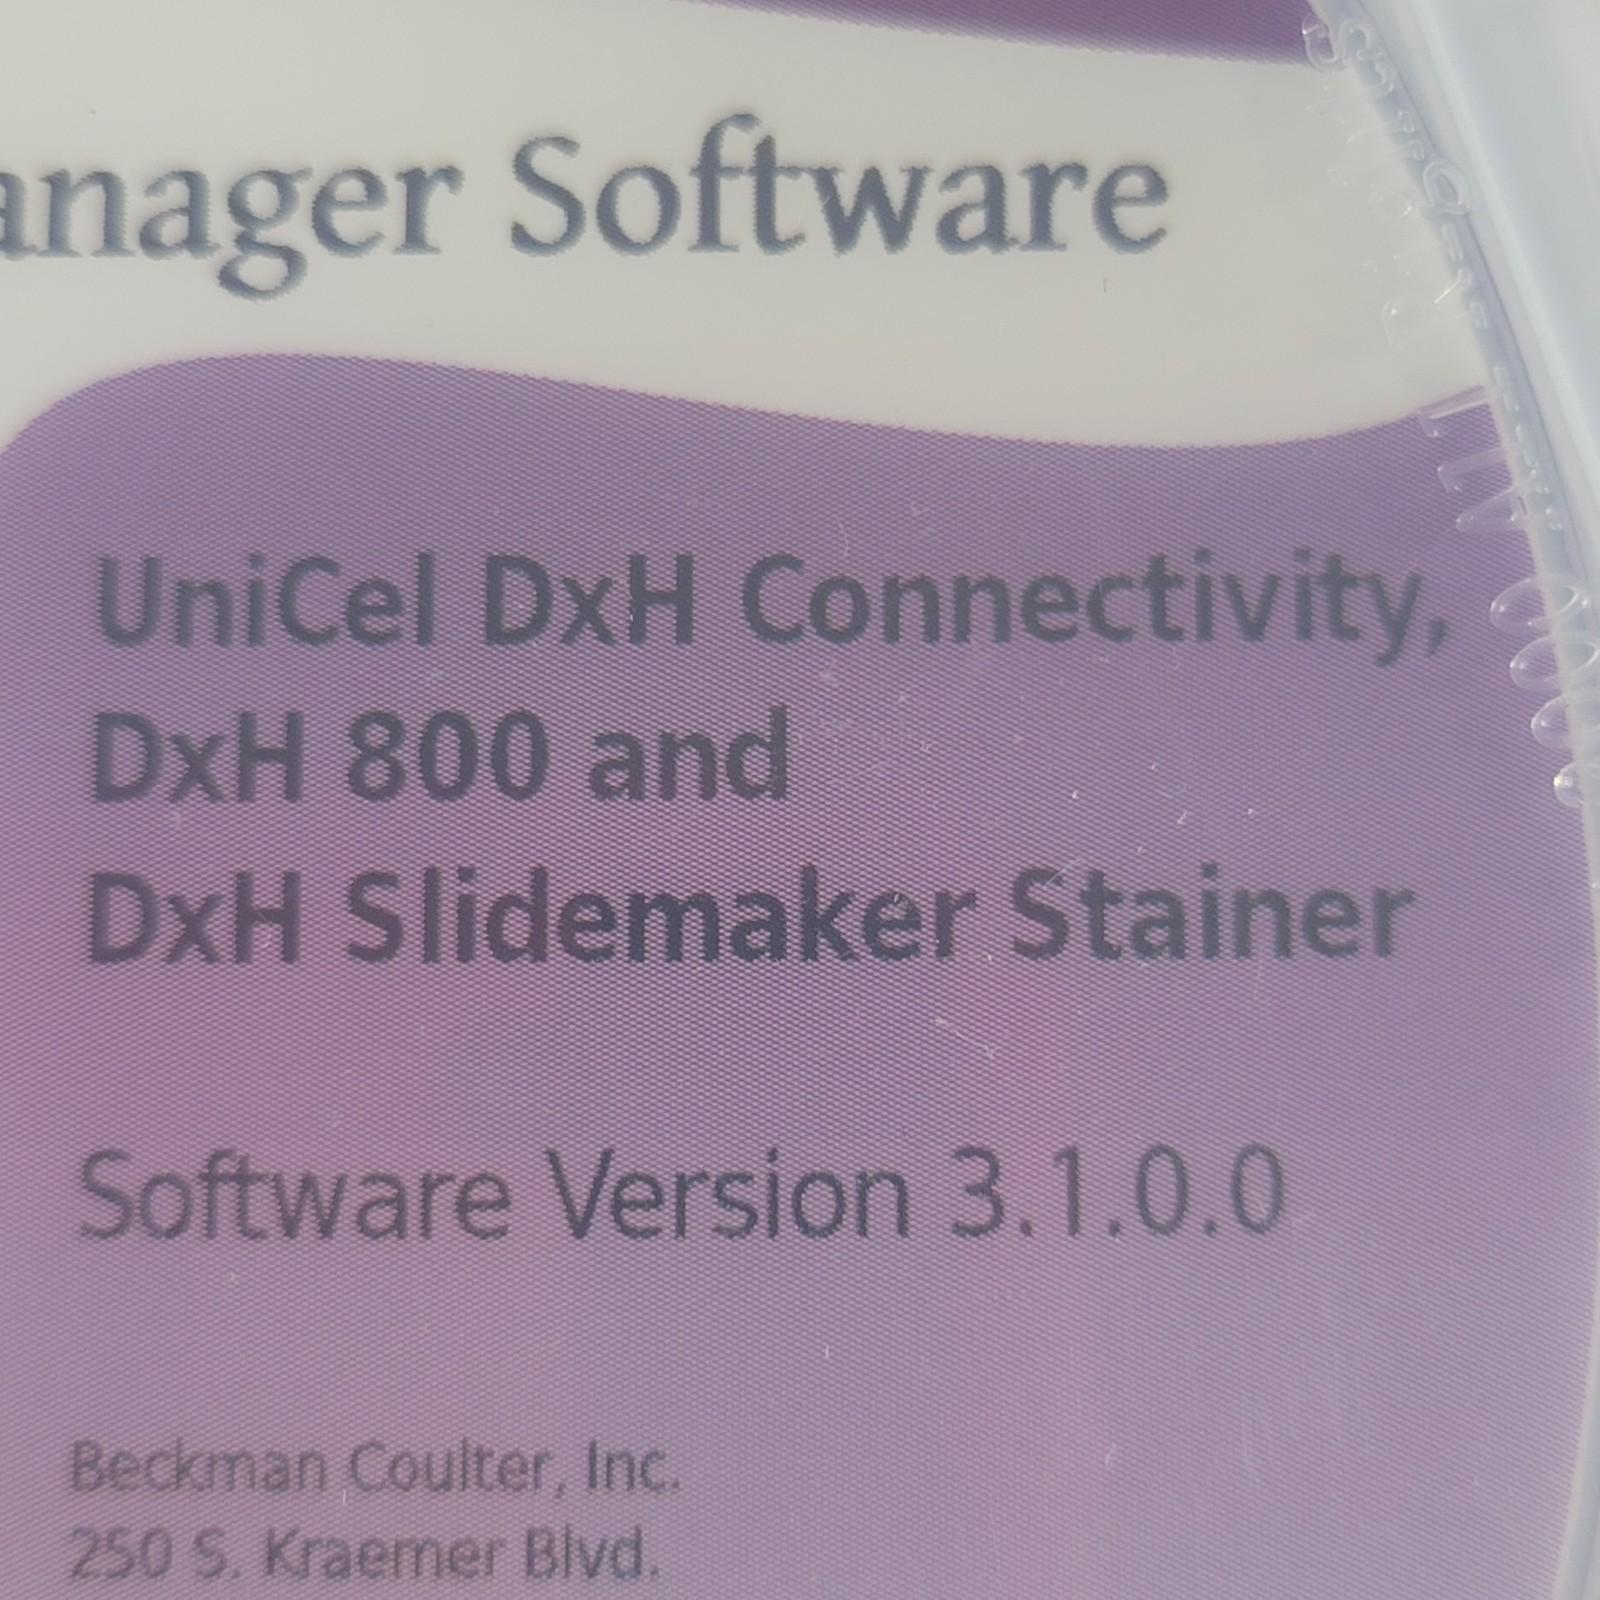 anager Software
UniCel DxH Connectivity,
DxH 800 and
DxH Slidemaker Stainer
Software Version 3.1.0.0
Beckman Coulter, Inc.
250 S. Kraemer Blvd.